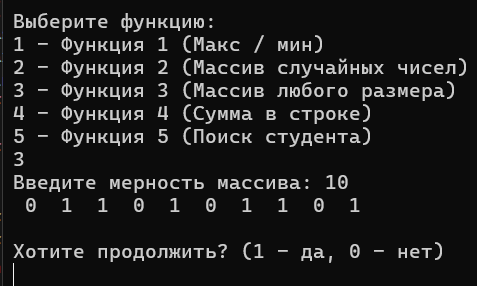 Выберите функцию:
1 - Функция 1 (Макс / мин)
2 - Функция 2 (Массив случайных чисел)
3 - Функция 3 (Массив любого размера)
4 - Функция 4 (Сумма в строке)
5 - Функция 5 (Поиск студента)
3
Введите мерность массива: 10
0  1  1  0  1  0  1  1  0  1
Хотите продолжить? (1 - да, 0 - нет)